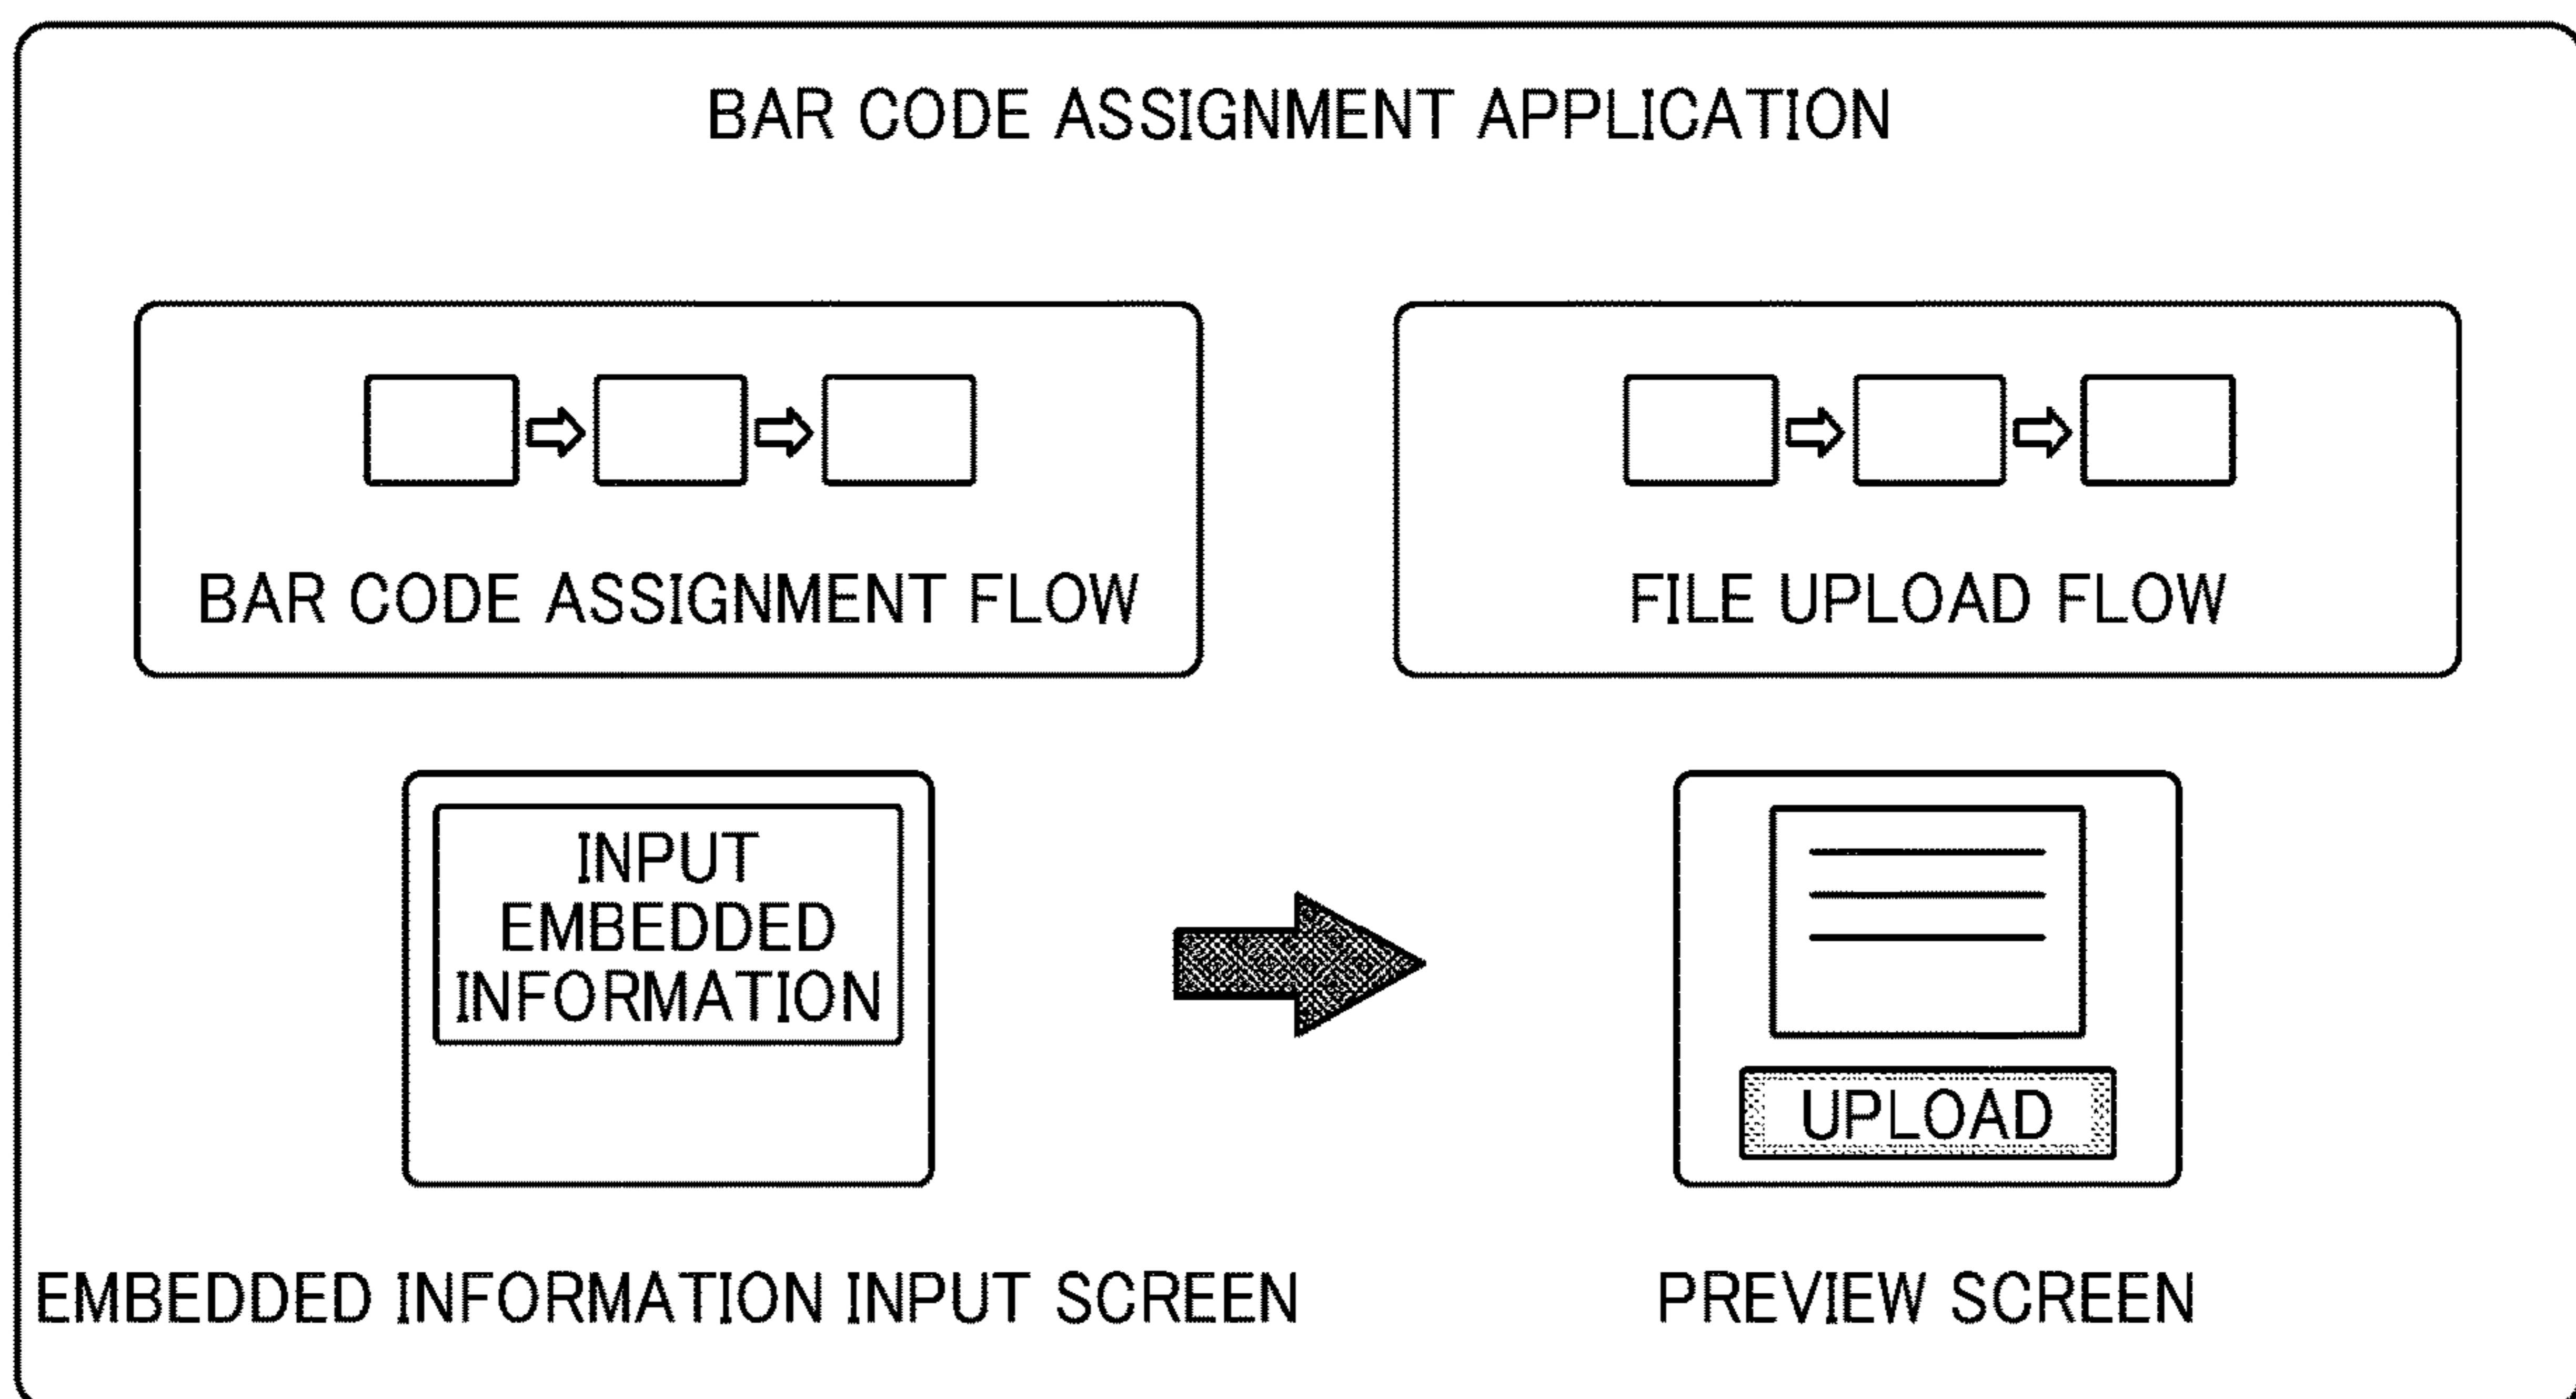 BAR CODE ASSIGNMENT APPLICATION
BAR CODE ASSIGNMENT FLOW
FILE UPLOAD FLOW
INPUT
EMBEDDED
INFORMATION
UPLOAD
EMBEDDED INFORMATION INPUT SCREEN
PREVIEW SCREEN